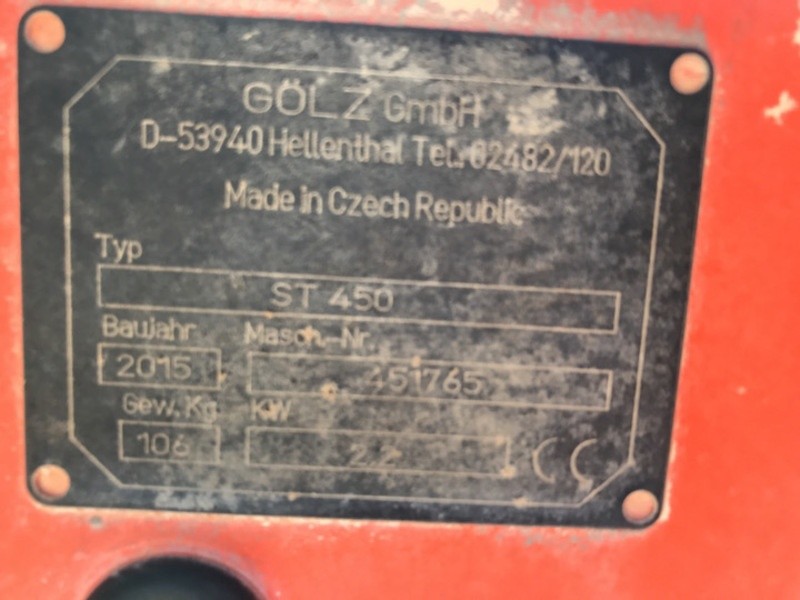 GÖLZ GmbH
D-53940 Hellenthal Tel. 02482/120
Made in Czech Republic
Typ
ST 450
Baujahr Masch.-Nr.
2015 451765
Gew. Kg KW
106 2.2 CE